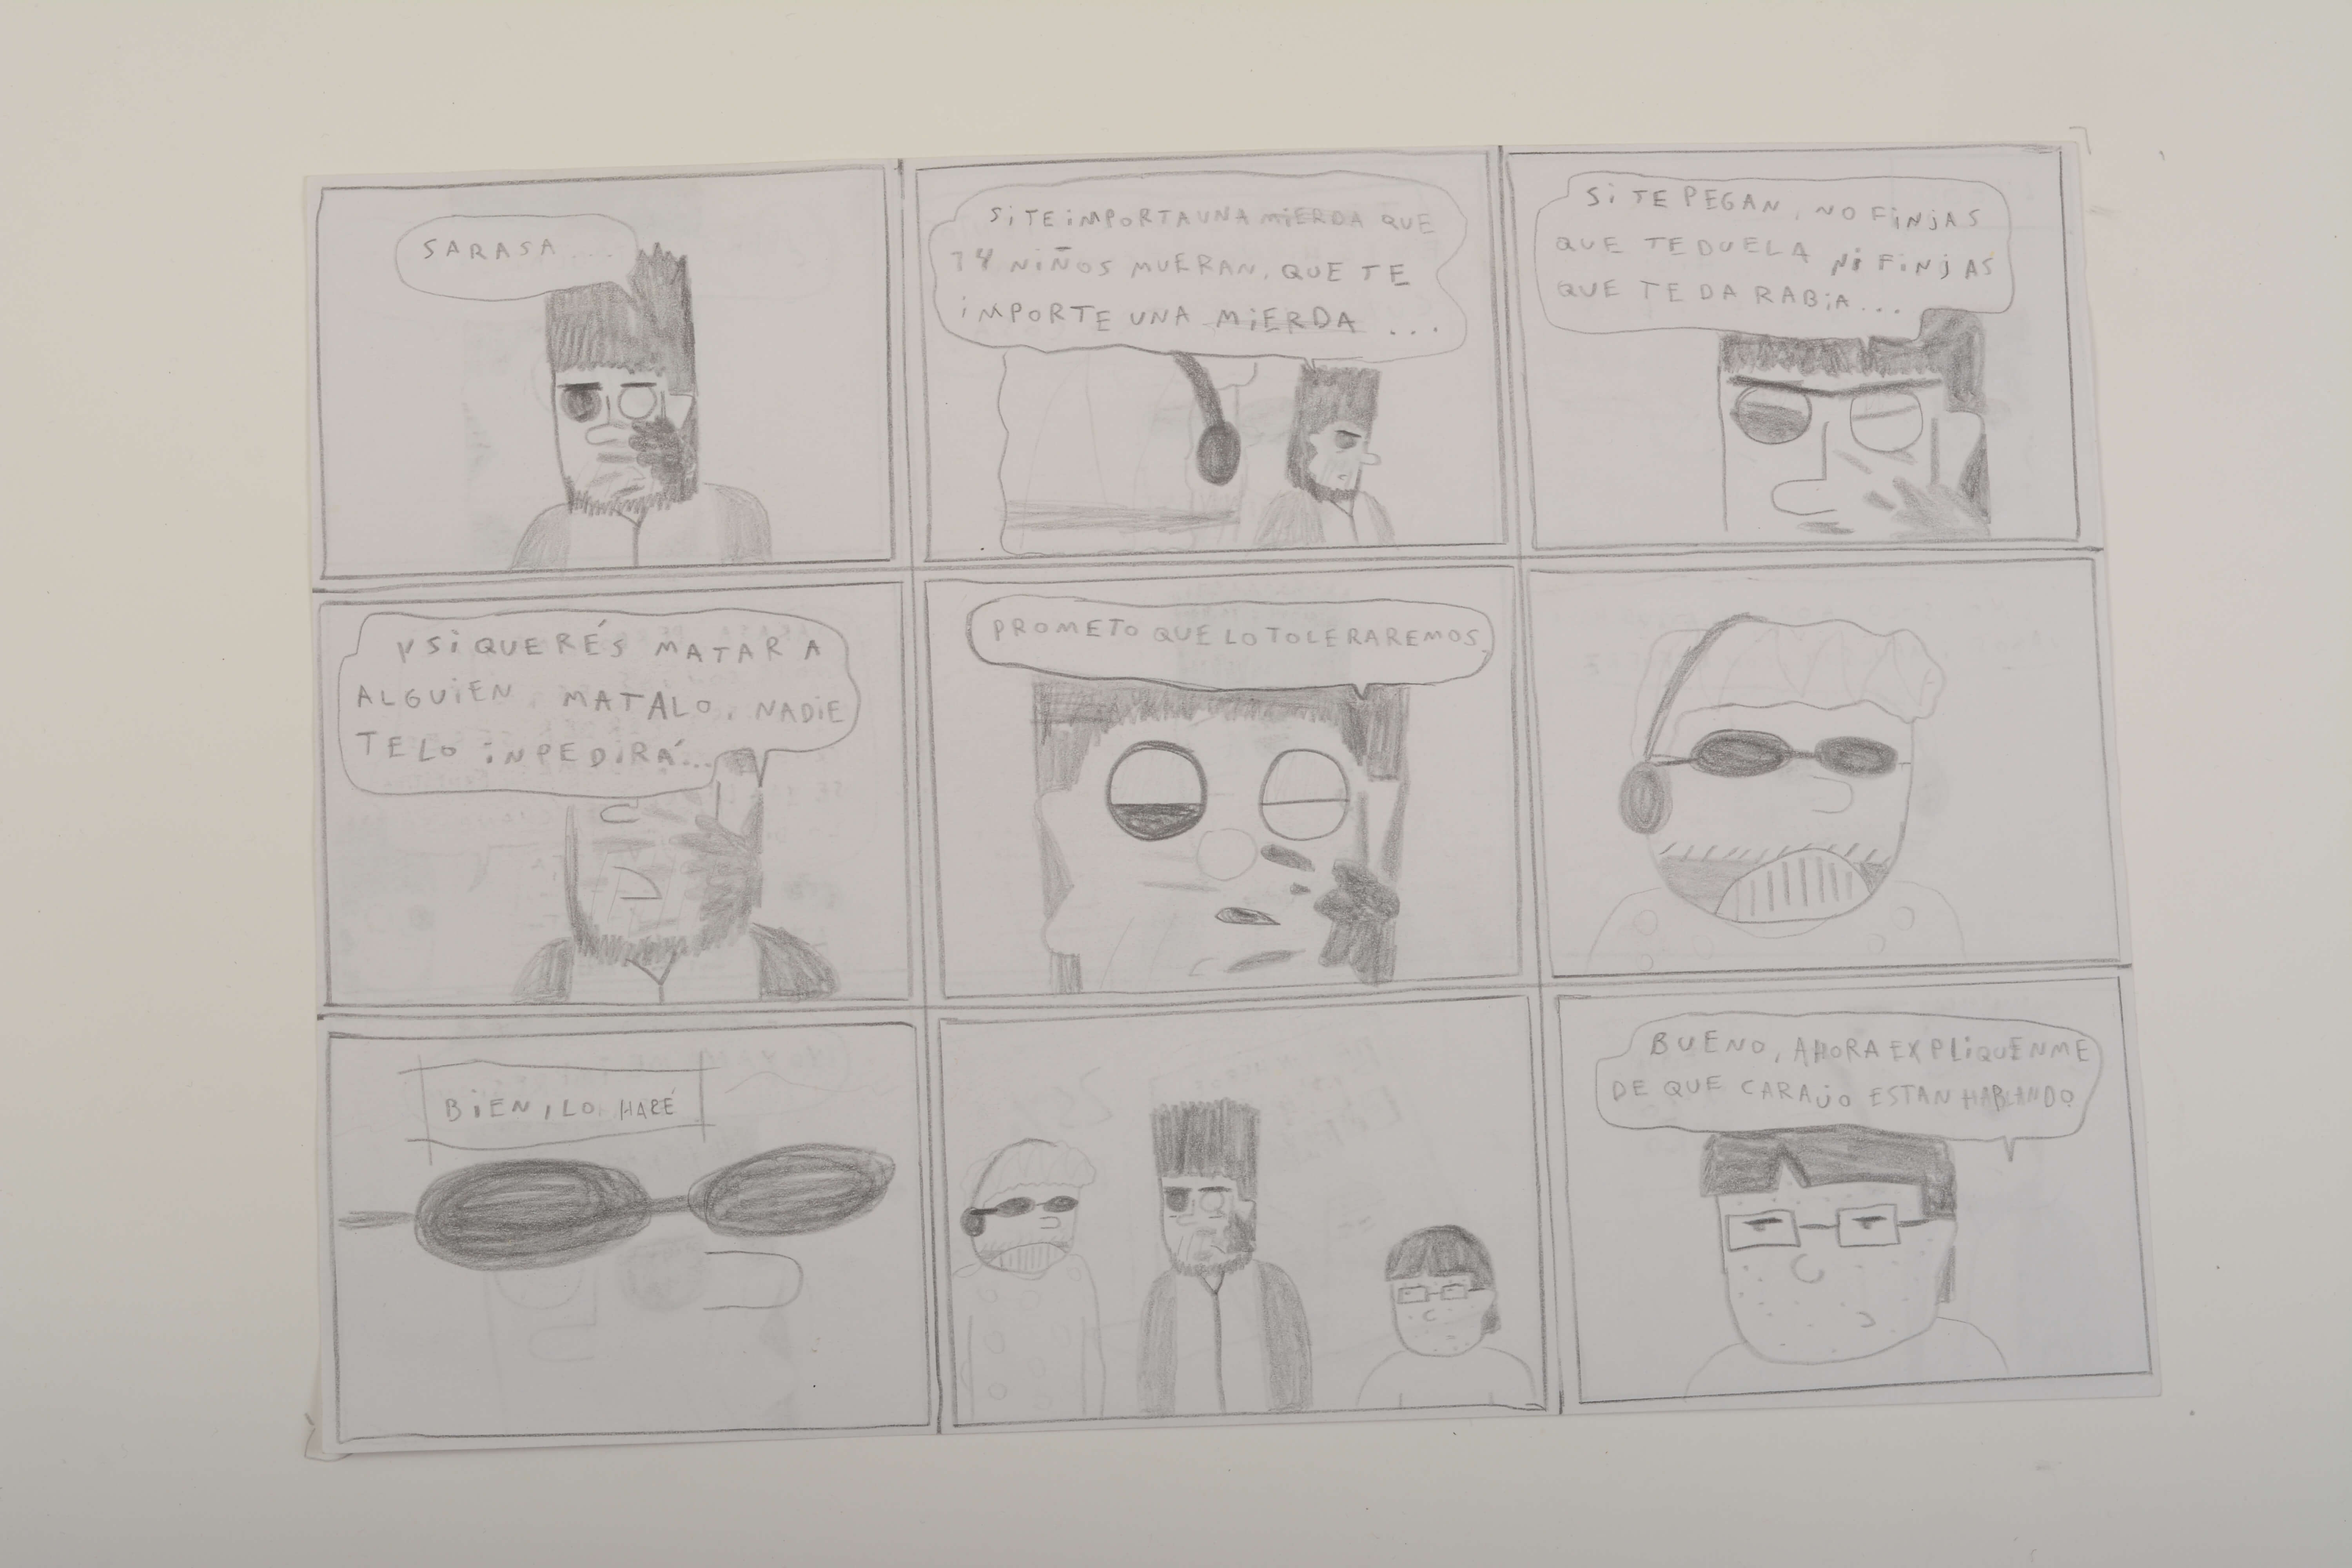 SARASA...
SI TE IMPORTA UNA MIERDA QUE
14 NIÑOS MUERAN, QUE TE
IMPORTE UNA MIERDA ...
SI TE PEGAN, NO FINJAS
QUE TE DUELA NI FINJAS
QUE TE DA RABIA...
Y SI QUERÉS MATAR A
ALGUIEN, MATALO, NADIE
TE LO INPEDIRÁ...
PROMETO QUE LO TOLERAREMOS
BIEN, LO HARÉ
BUENO, AHORA EXPLIQUENME
DE QUE CARAJO ESTAN HABLANDO